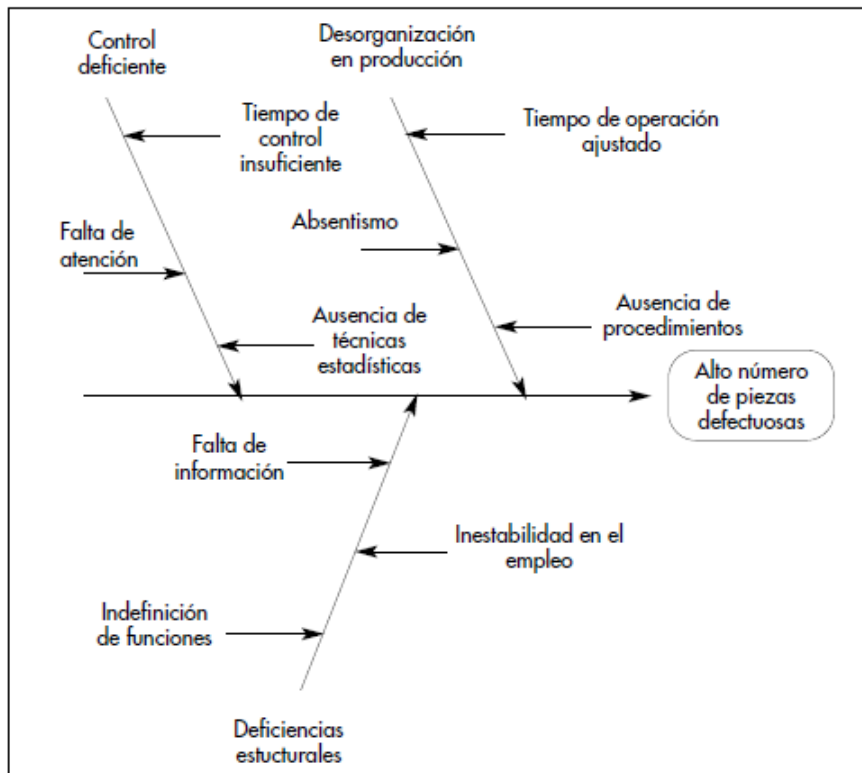 Control
deficiente
Desorganización
en producción
Tiempo de
control
insuficiente
Tiempo de operación
ajustado
Falta de
atención
Absentismo
Ausencia de
técnicas
estadísticas
Ausencia de
procedimientos
Alto número
de piezas
defectuosas
Falta de
información
Inestabilidad en el
empleo
Indefinición
de funciones
Deficiencias
estucturales